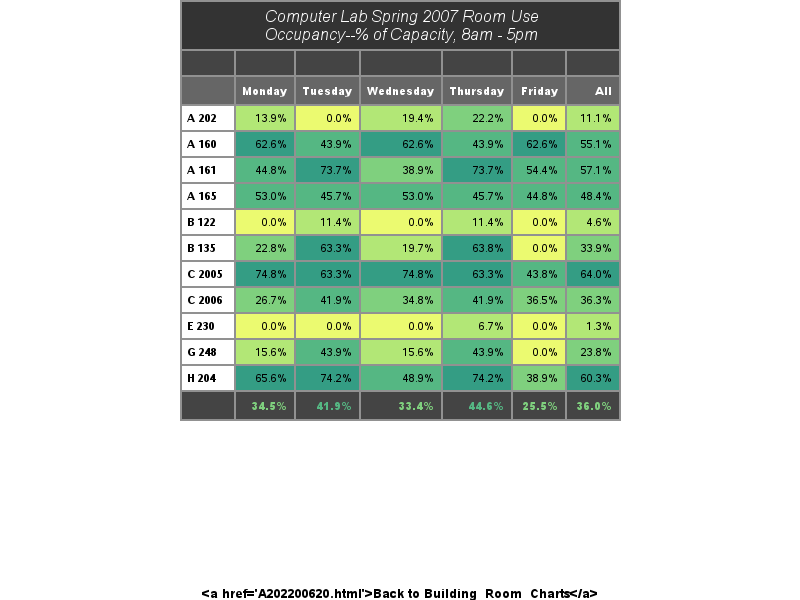 Computer Lab Spring 2007 Room Use
Occupancy--% of Capacity, 8am - 5pm
Monday Tuesday Wednesday Thursday Friday All
A 202 13.9% 0.0% 19.4% 22.2% 0.0% 11.1%
A 160 62.6% 43.9% 62.6% 43.9% 62.6% 55.1%
A 161 44.8% 73.7% 38.9% 73.7% 54.4% 57.1%
A 165 53.0% 45.7% 53.0% 45.7% 44.8% 48.4%
B 122 0.0% 11.4% 0.0% 11.4% 0.0% 4.6%
B 135 22.8% 63.3% 19.7% 63.8% 0.0% 33.9%
C 2005 74.8% 63.3% 74.8% 63.3% 43.8% 64.0%
C 2006 26.7% 41.9% 34.8% 41.9% 36.5% 36.3%
E 230 0.0% 0.0% 0.0% 6.7% 0.0% 1.3%
G 248 15.6% 43.9% 15.6% 43.9% 0.0% 23.8%
H 204 65.6% 74.2% 48.9% 74.2% 38.9% 60.3%
34.5% 41.9% 33.4% 44.6% 25.5% 36.0%
<a href='A202200620.html'>Back to Building_Room_Charts</a>